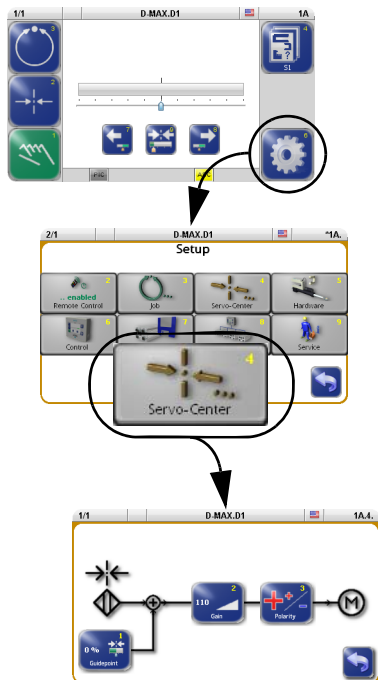 1/1 D-MAX.D1 1A
3
4
S1
2
7 9 8
6
PIC ABC
2/1 D-MAX.D1 *1A.
Setup
2 3 4 5
.. enabled
Remote Control Job Servo-Center Hardware
6 7 8 9
Control Service
4
Servo-Center
1/1 D-MAX.D1 1A.4.
2 3
110
Gain Polarity
M
1
0 %
Guidepoint